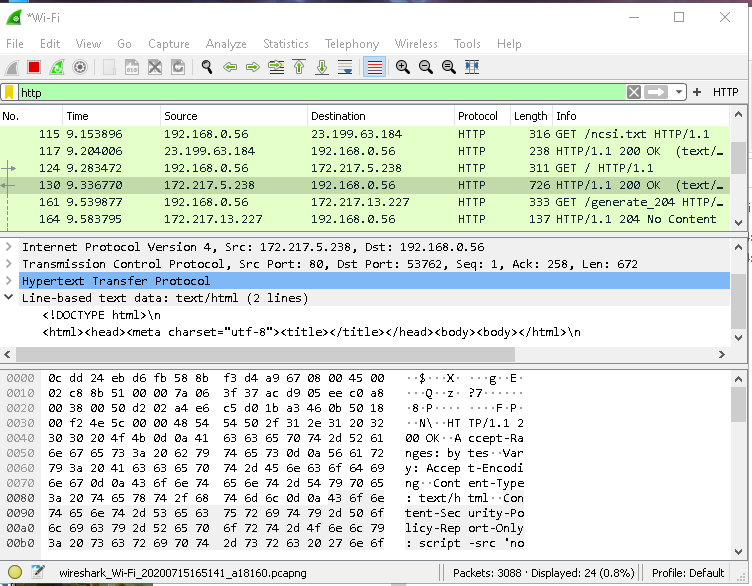 *Wi-Fi
File Edit View Go Capture Analyze Statistics Telephony Wireless Tools Help
http HTTP
No. Time Source Destination Protocol Length Info
115 9.153896 192.168.0.56 23.199.63.184 HTTP 316 GET /ncsi.txt HTTP/1.1
117 9.204006 23.199.63.184 192.168.0.56 HTTP 238 HTTP/1.1 200 OK (text/…
124 9.283472 192.168.0.56 172.217.5.238 HTTP 311 GET / HTTP/1.1
130 9.336770 172.217.5.238 192.168.0.56 HTTP 726 HTTP/1.1 200 OK (text/…
161 9.539877 192.168.0.56 172.217.13.227 HTTP 333 GET /generate_204 HTTP/…
164 9.583795 172.217.13.227 192.168.0.56 HTTP 137 HTTP/1.1 204 No Content
Internet Protocol Version 4, Src: 172.217.5.238, Dst: 192.168.0.56
Transmission Control Protocol, Src Port: 80, Dst Port: 53762, Seq: 1, Ack: 258, Len: 672
Hypertext Transfer Protocol
Line-based text data: text/html (2 lines)
<!DOCTYPE html>\n
<html><head><meta charset="utf-8"><title></title></head><body><body></html>\n
0000 0c dd 24 eb d6 fb 58 8b f3 d4 a9 67 08 00 45 00 ··$···X· ···g··E·
0010 02 c8 8b 51 00 00 7a 06 3f 37 ac d9 05 ee c0 a8 ···Q··z· ?7······
0020 00 38 00 50 d2 02 a4 e6 c5 d0 1b a3 46 0b 50 18 ·8·P···· ····F·P·
0030 00 f2 4e 5c 00 00 48 54 54 50 2f 31 2e 31 20 32 ··N\··HT TP/1.1 2
0040 30 30 20 4f 4b 0d 0a 41 63 63 65 70 74 2d 52 61 00 OK··A ccept-Ra
0050 6e 67 65 73 3a 20 62 79 74 65 73 0d 0a 56 61 72 nges: by tes··Var
0060 79 3a 20 41 63 63 65 70 74 2d 45 6e 63 6f 64 69 y: Accep t-Encodi
0070 6e 67 0d 0a 43 6f 6e 74 65 6e 74 2d 54 79 70 65 ng··Cont ent-Type
0080 3a 20 74 65 78 74 2f 68 74 6d 6c 0d 0a 43 6f 6e : text/h tml··Con
0090 74 65 6e 74 2d 53 65 63 75 72 69 74 79 2d 50 6f tent-Sec urity-Po
00a0 6c 69 63 79 2d 52 65 70 6f 72 74 2d 4f 6e 6c 79 licy-Rep ort-Only
00b0 3a 20 73 63 72 69 70 74 2d 73 72 63 20 27 6e 6f : script -src 'no
wireshark_Wi-Fi_20200715165141_a18160.pcapng Packets: 3088 · Displayed: 24 (0.8%) Profile: Default